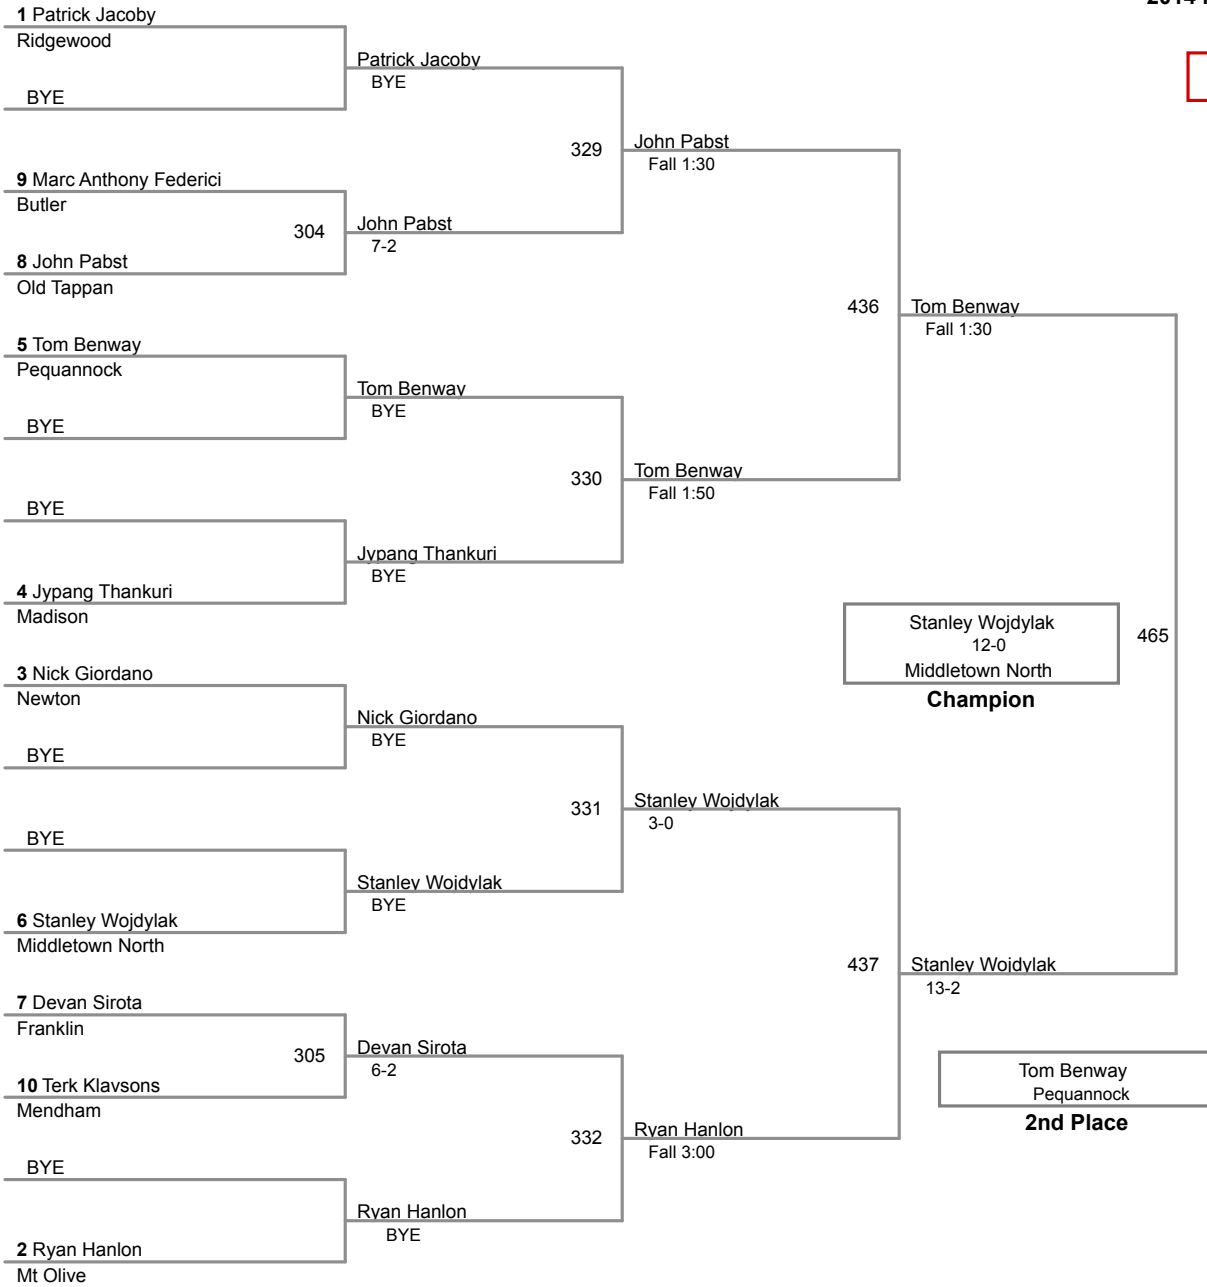 1 Patrick Jacoby
Ridgewood
BYE
9 Marc Anthony Federici
Butler
304
8 John Pabst
Old Tappan
5 Tom Benway
Pequannock
BYE
BYE
4 Jypang Thankuri
Madison
3 Nick Giordano
Newton
BYE
BYE
6 Stanley Wojdylak
Middletown North
7 Devan Sirota
Franklin
305
10 Terk Klavsons
Mendham
BYE
2 Ryan Hanlon
Mt Olive
Patrick Jacoby
BYE
329
John Pabst
7-2
Tom Benway
BYE
330
Jypang Thankuri
BYE
Nick Giordano
BYE
331
Stanley Wojdylak
BYE
Devan Sirota
6-2
332
Ryan Hanlon
BYE
John Pabst
Fall 1:30
436
Tom Benway
Fall 1:50
Stanley Wojdylak
3-0
437
Ryan Hanlon
Fall 3:00
Tom Benway
Fall 1:30
465
Stanley Wojdylak
13-2
Stanley Wojdylak
12-0
Middletown North
Champion
Tom Benway
Pequannock
2nd Place